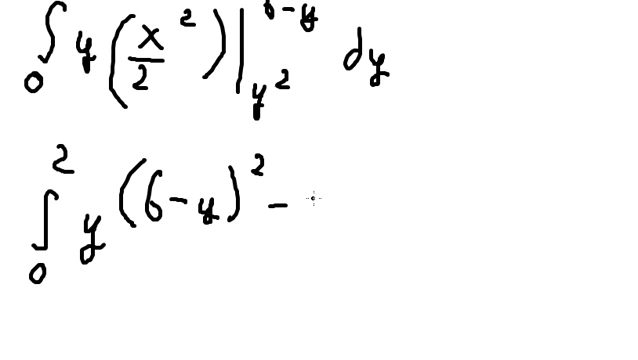 ∫₀ y (x²/2) |_{y²}^{6-y} dy
∫₀² y (6-y)² -